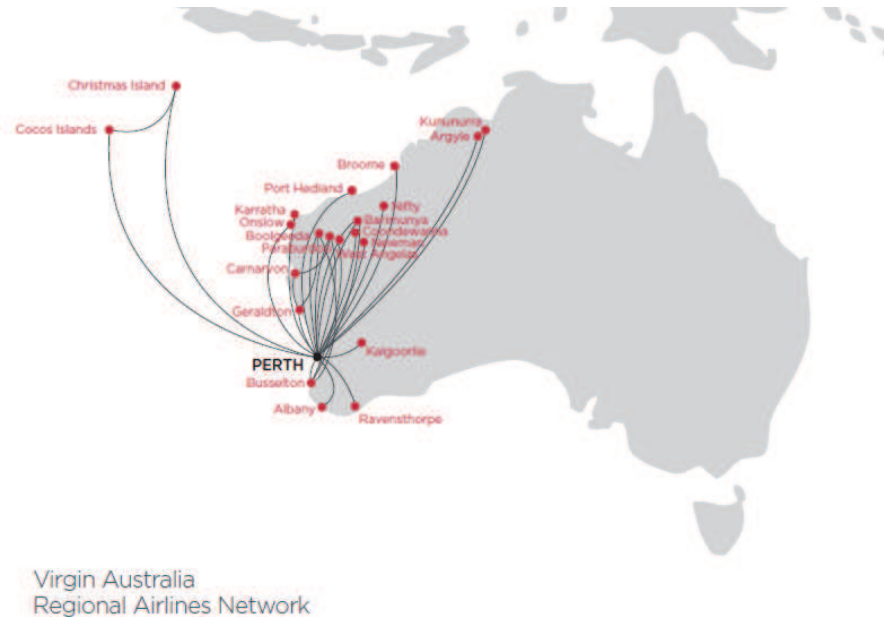 Christmas Island
Cocos Islands
Kununurra
Argyle
Broome
Port Hedland
Nifty
Karratha
Barimunya
Onslow
Coondewanna
Boolgeeda
Newman
Paraburdoo
West Angelas
Carnarvon
Geraldton
Kalgoorlie
PERTH
Busselton
Albany
Ravensthorpe
Virgin Australia
Regional Airlines Network